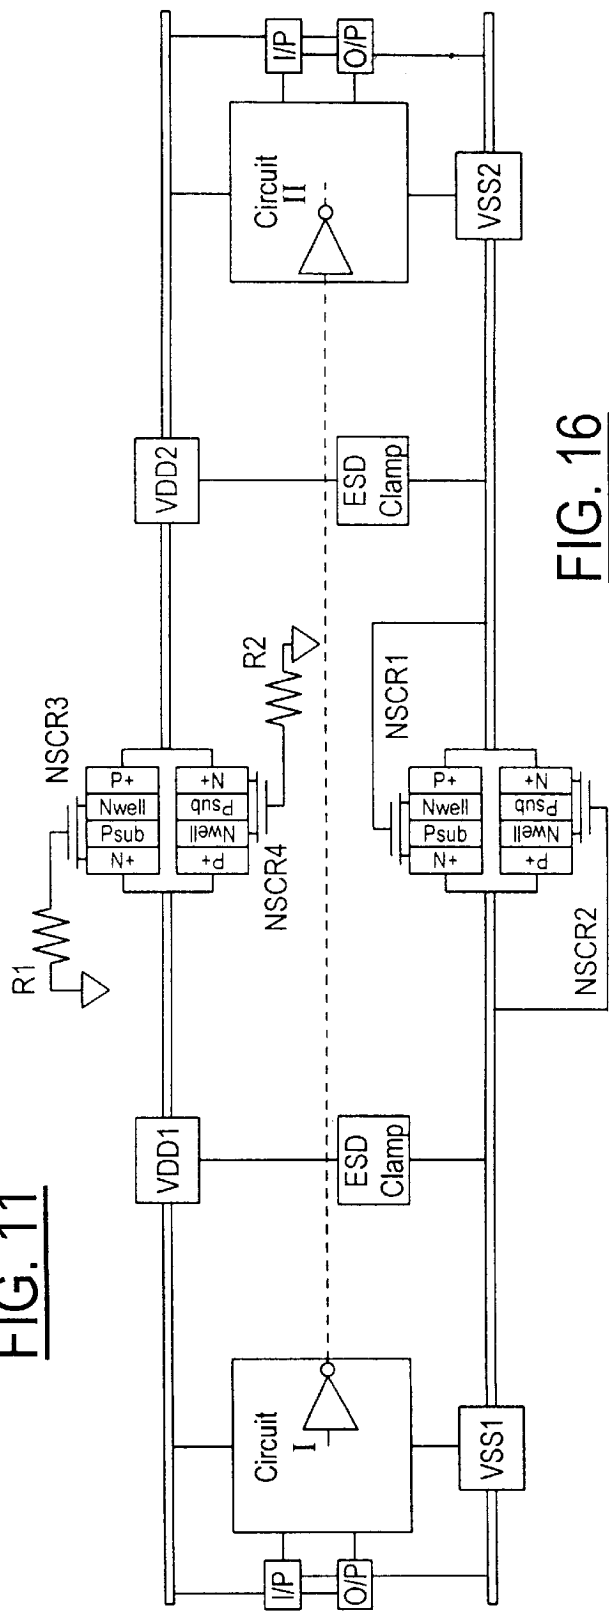 FIG. 11
R1
NSCR3
N+ Psub Nwell P+
P+ Nwell Psub N+
NSCR4
R2
VDD1
VDD2
I/P
O/P
Circuit
I
ESD
Clamp
ESD
Clamp
Circuit
II
I/P
O/P
VSS1
NSCR2
N+ Psub Nwell P+
P+ Nwell Psub N+
NSCR1
VSS2
FIG. 16